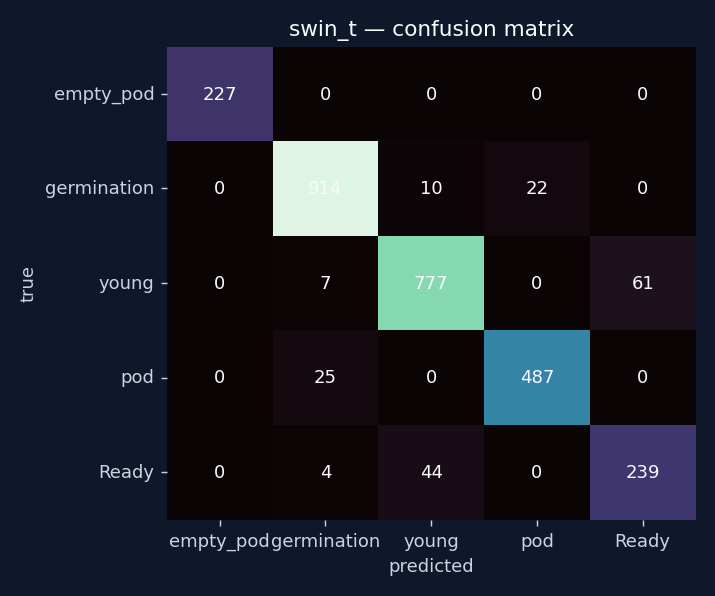 swin_t — confusion matrix
empty_pod 227 0 0 0 0
germination 0 914 10 22 0
young 0 7 777 0 61
pod 0 25 0 487 0
Ready 0 4 44 0 239
true
empty_pod germination young pod Ready
predicted